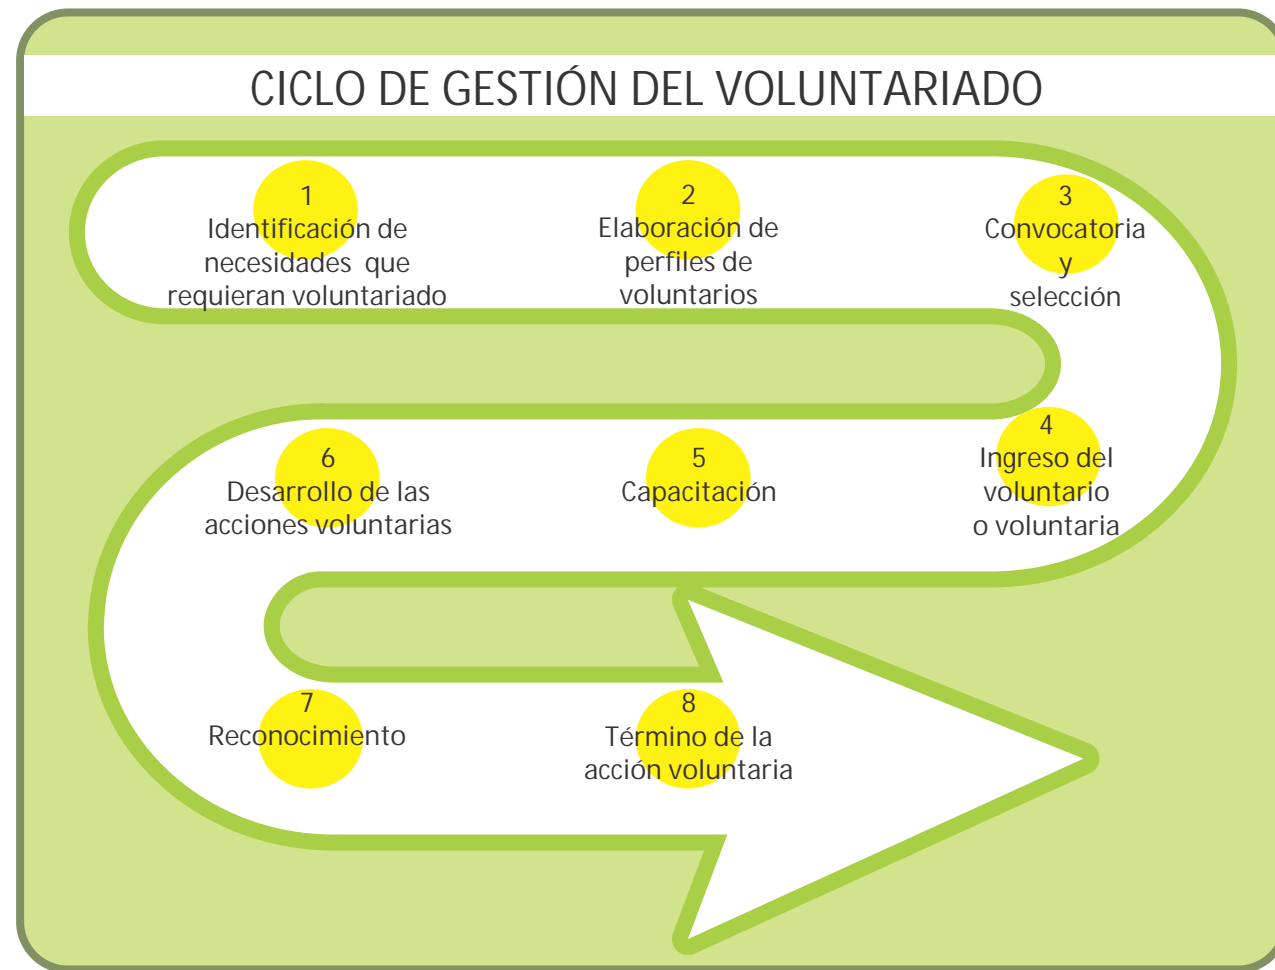 CICLO DE GESTIÓN DEL VOLUNTARIADO
1
Identificación de
necesidades que
requieran voluntariado
2
Elaboración de
perfiles de
voluntarios
3
Convocatoria
y
selección
4
Ingreso del
voluntario
o voluntaria
5
Capacitación
6
Desarrollo de las
acciones voluntarias
7
Reconocimiento
8
Término de la
acción voluntaria